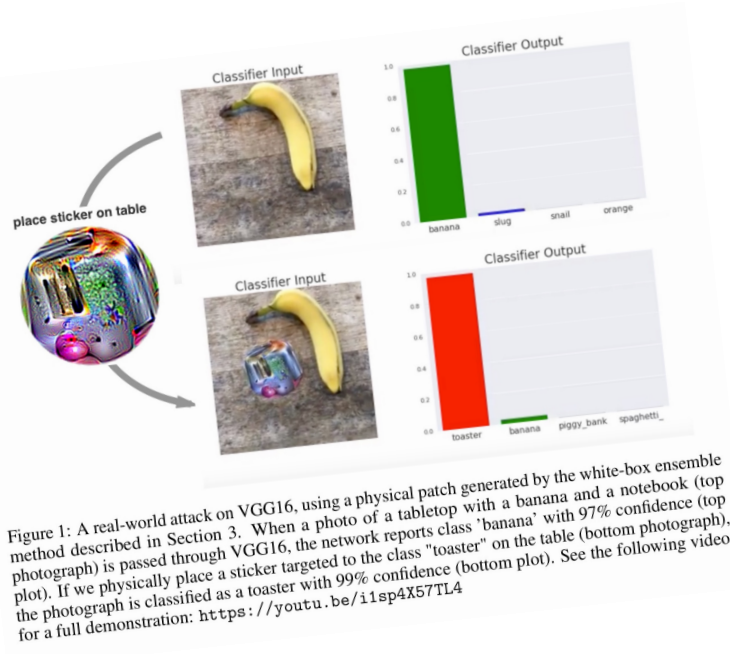 Classifier Input
Classifier Output
1.0
0.8
0.6
0.4
0.2
0.0
banana
slug
snail
orange
place sticker on table
Classifier Input
Classifier Output
1.0
0.8
0.6
0.4
0.2
0.0
toaster
banana
piggy_bank
spaghetti_
Figure 1: A real-world attack on VGG16, using a physical patch generated by the white-box ensemble
method described in Section 3. When a photo of a tabletop with a banana and a notebook (top
photograph) is passed through VGG16, the network reports class 'banana' with 97% confidence (top
plot). If we physically place a sticker targeted to the class "toaster" on the table (bottom photograph),
the photograph is classified as a toaster with 99% confidence (bottom plot). See the following video
for a full demonstration: https://youtu.be/i1sp4X57TL4